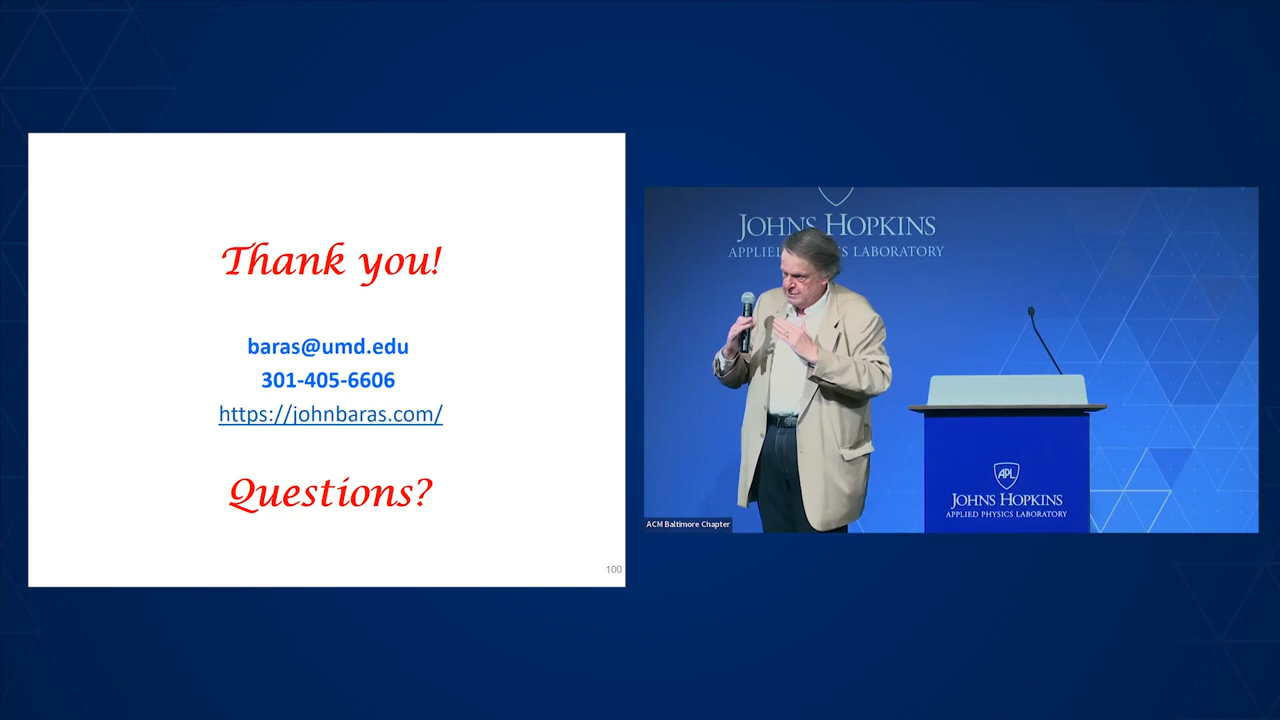 Thank you!
baras@umd.edu
301-405-6606
https://johnbaras.com/
Questions?
100
JOHNS HOPKINS
APPLIED PHYSICS LABORATORY
APL
JOHNS HOPKINS
APPLIED PHYSICS LABORATORY
ACM Baltimore Chapter